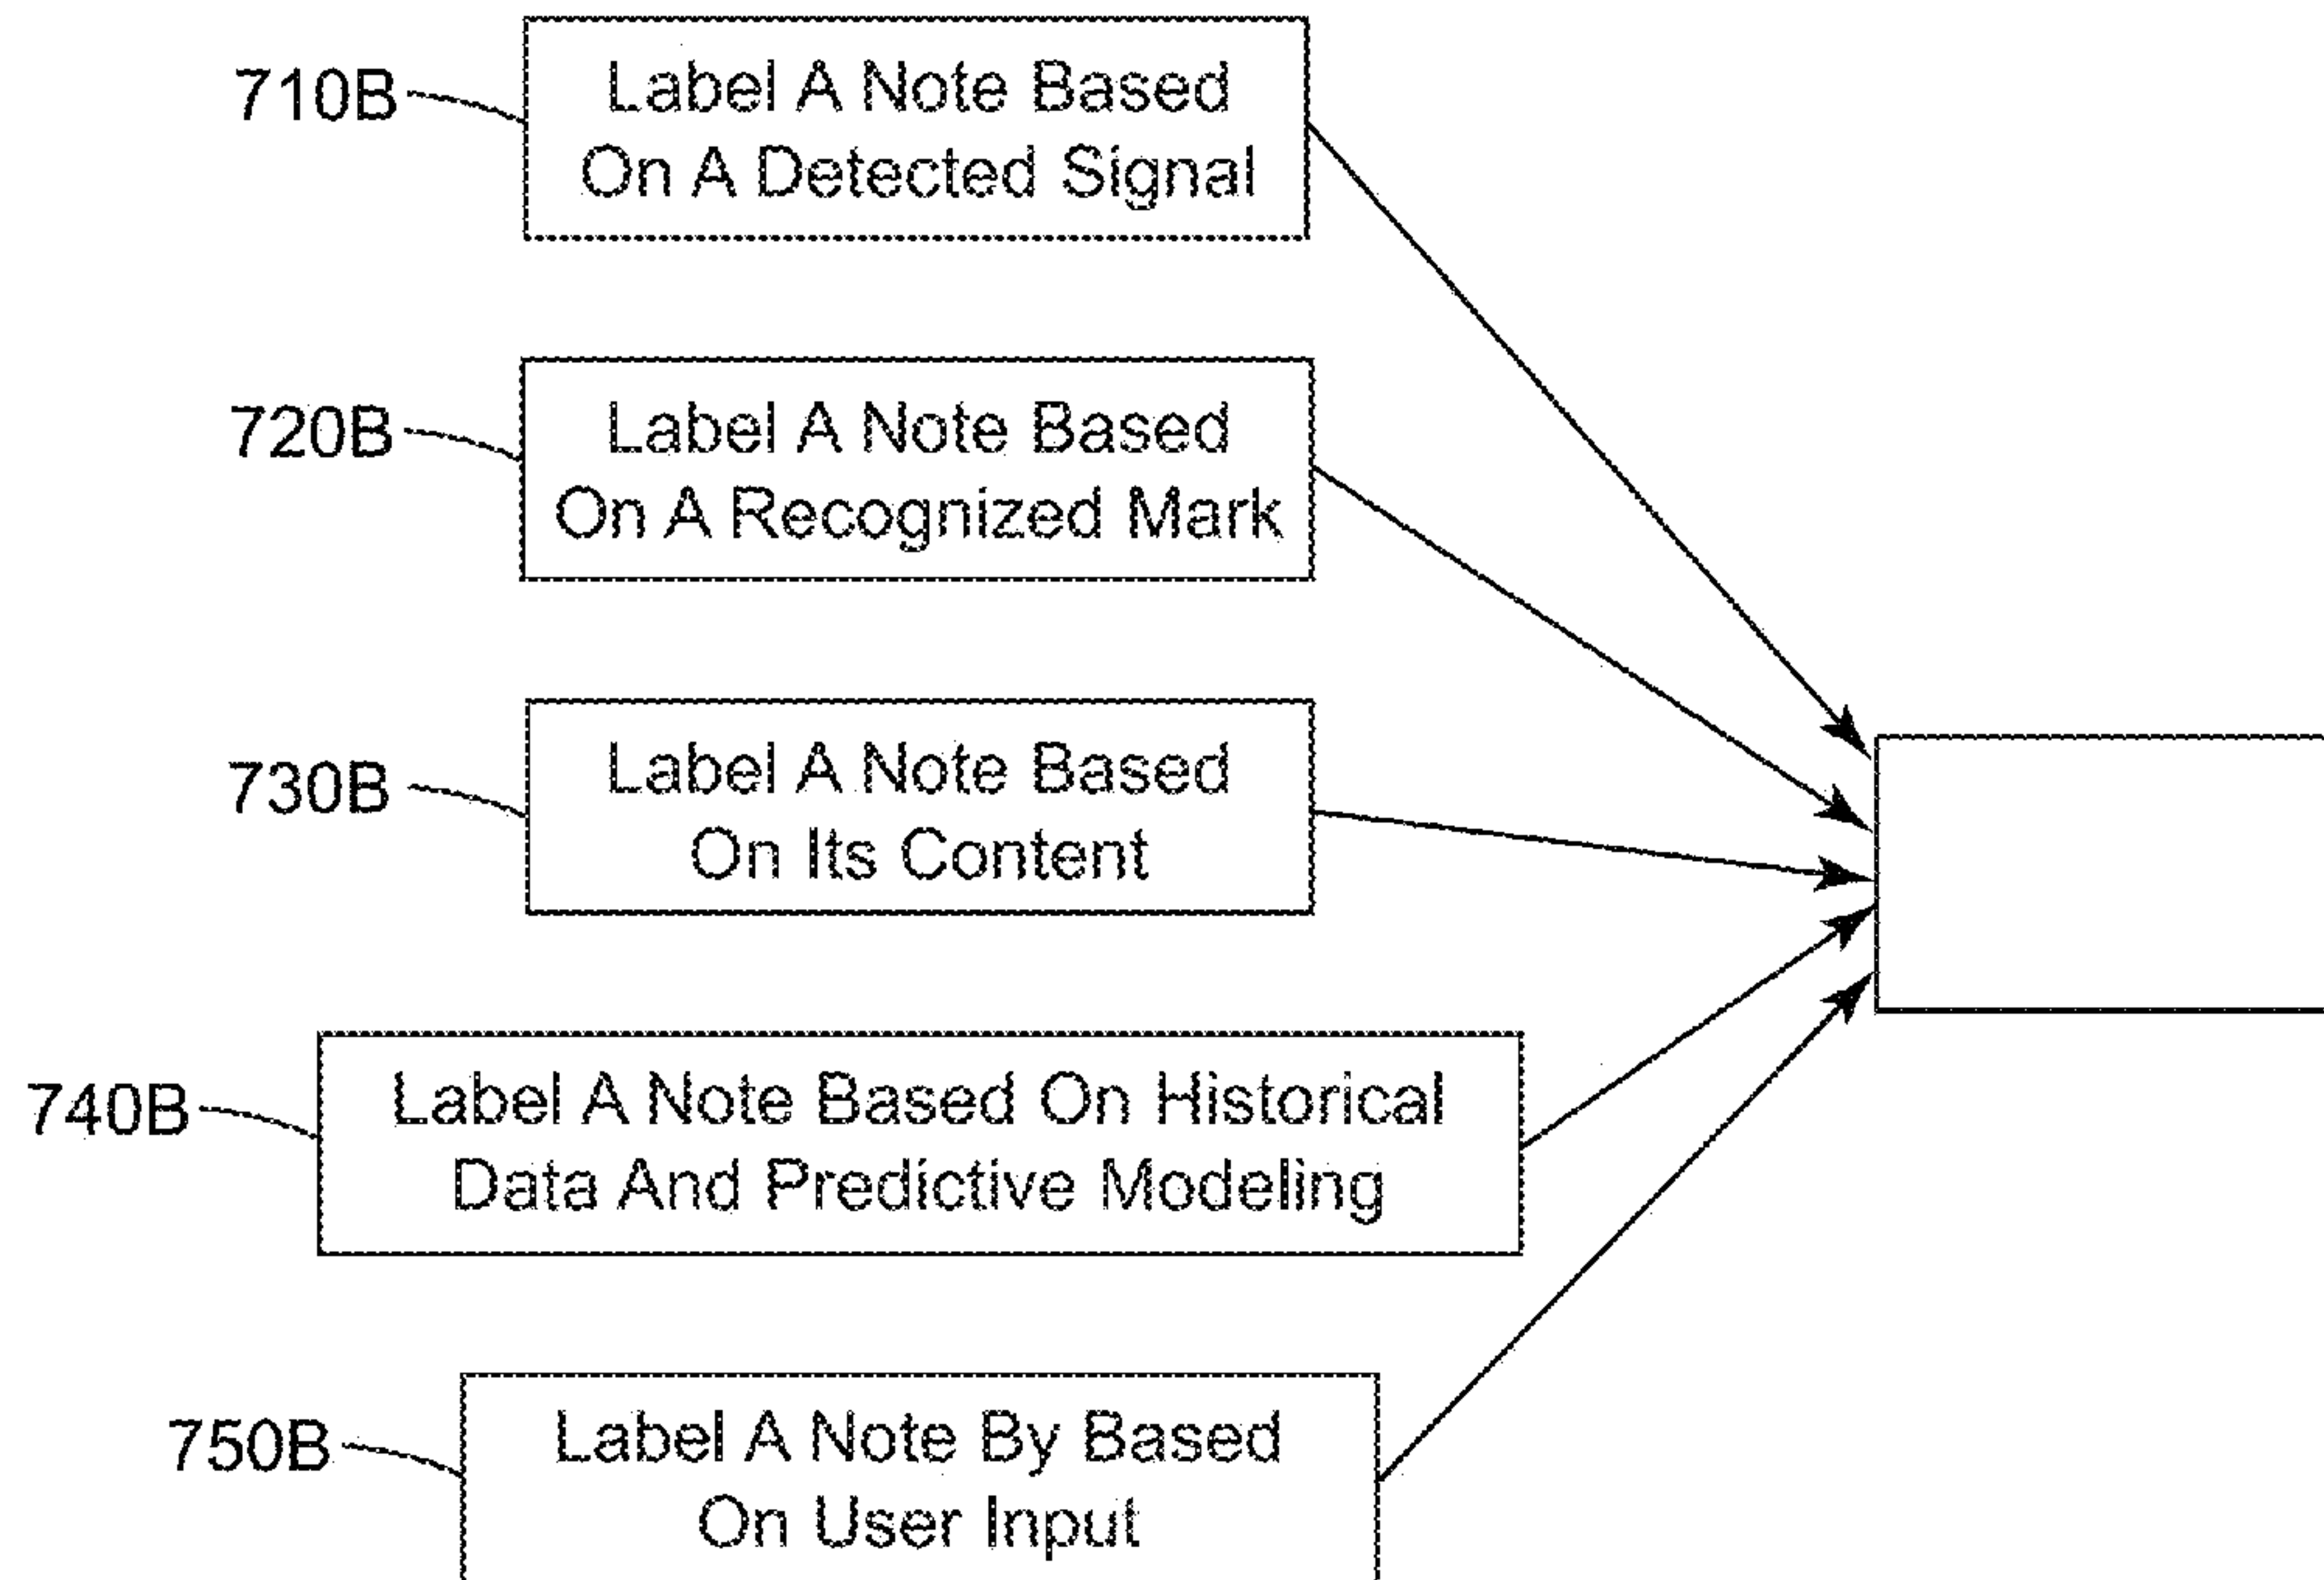 710B
Label A Note Based
On A Detected Signal
720B
Label A Note Based
On A Recognized Mark
730B
Label A Note Based
On Its Content
740B
Label A Note Based On Historical
Data And Predictive Modeling
750B
Label A Note By Based
On User Input